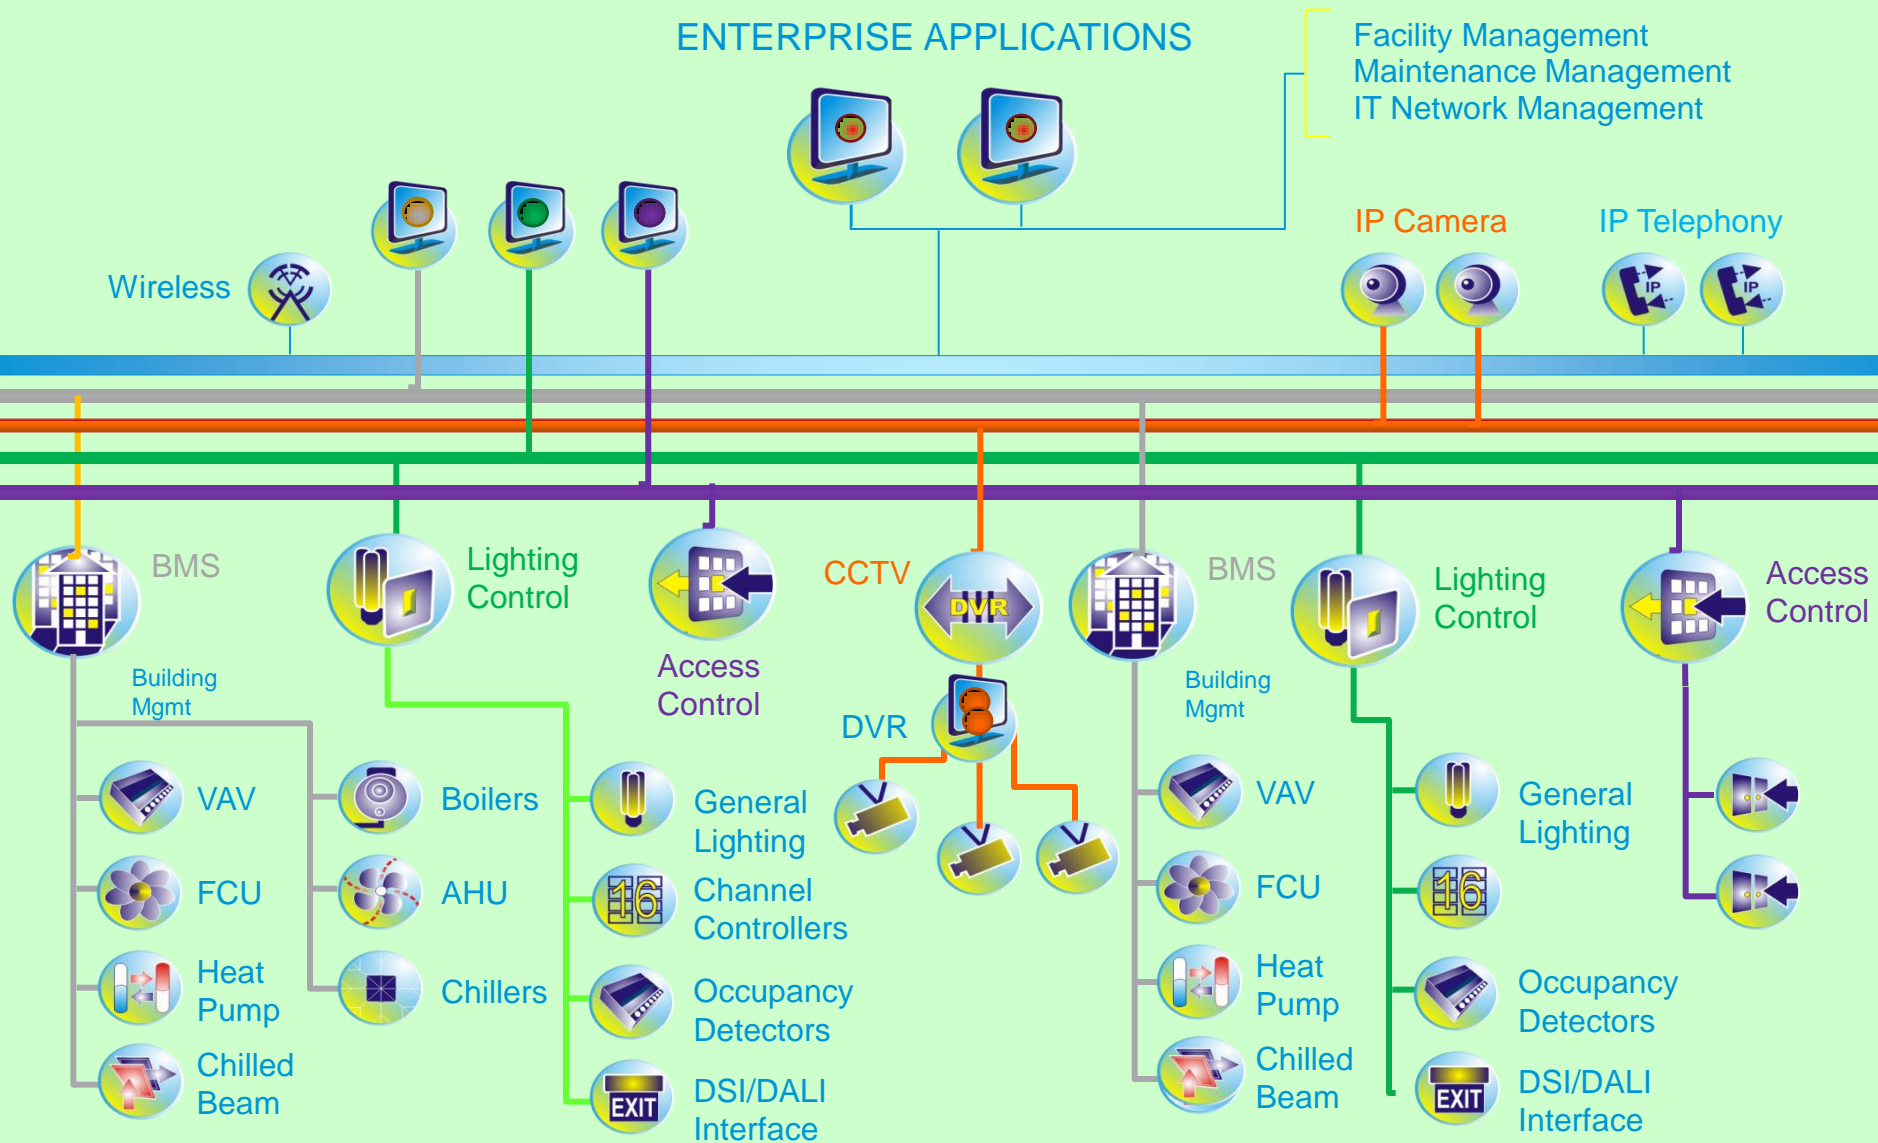 ENTERPRISE APPLICATIONS
Facility Management
Maintenance Management
IT Network Management
IP Camera
IP Telephony
Wireless
IP
IP
BMS
Lighting
Control
Access
Control
CCTV
DVR
BMS
Lighting
Control
Access
Control
Building
Mgmt
DVR
Building
Mgmt
VAV
Boilers
General
Lighting
VAV
General
Lighting
FCU
AHU
16
Channel
Controllers
FCU
16
Heat
Pump
Chillers
Occupancy
Detectors
Heat
Pump
Occupancy
Detectors
Chilled
Beam
EXIT
DSI/DALI
Interface
Chilled
Beam
EXIT
DSI/DALI
Interface